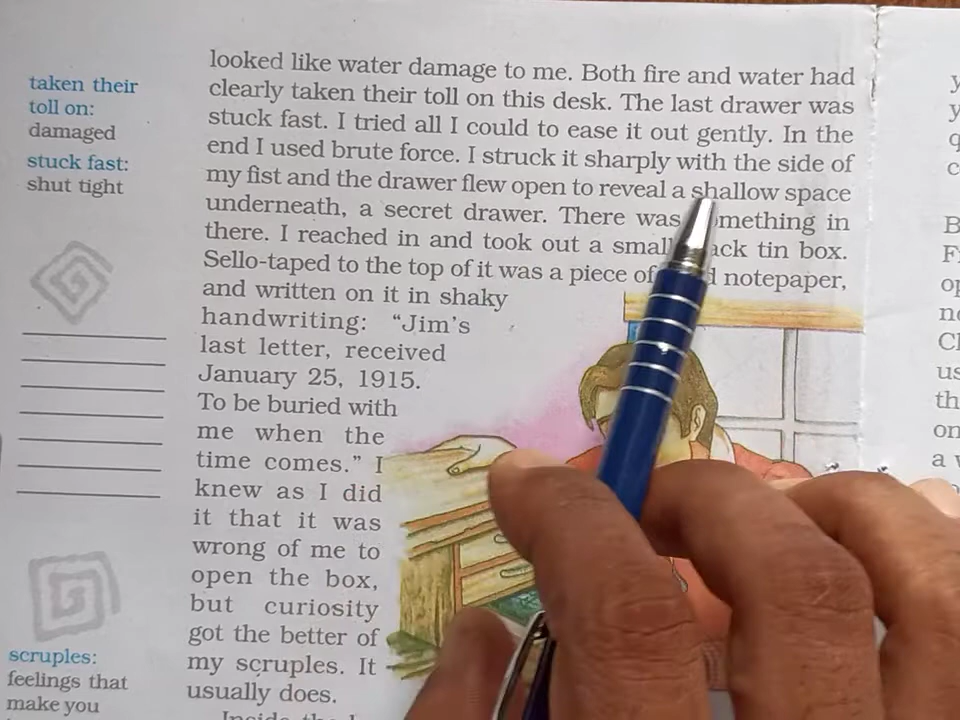 looked like water damage to me. Both fire and water had
clearly taken their toll on this desk. The last drawer was
stuck fast. I tried all I could to ease it out gently. In the
end I used brute force. I struck it sharply with the side of
my fist and the drawer flew open to reveal a shallow space
underneath, a secret drawer. There was in
there. I reached in and took out a small tin box.
Sello-taped to the top of it was a piece of notepaper,
and written on it in shaky
handwriting: “Jim’s
last letter, received
January 25, 1915.
To be buried with
me when the
time comes.” I
knew as I did
it that it was
wrong of me to
open the box,
but curiosity
got the better of
my scruples. It
usually does.
Inside the
taken their
toll on:
damaged
stuck fast:
shut tight
scruples:
feelings that
make you